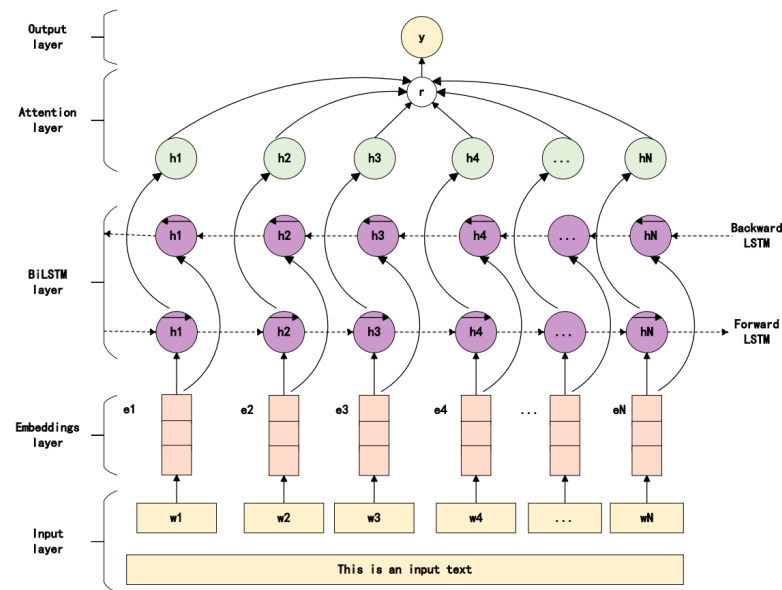 Output
layer
y
Attention
layer
r
h1 h2 h3 h4 ... hN
BiLSTM
layer
h1 h2 h3 h4 ... hN
Backward
LSTM
h1 h2 h3 h4 ... hN
Forward
LSTM
Embeddings
layer
e1 e2 e3 e4 ... eN
Input
layer
w1 w2 w3 w4 ... wN
This is an input text